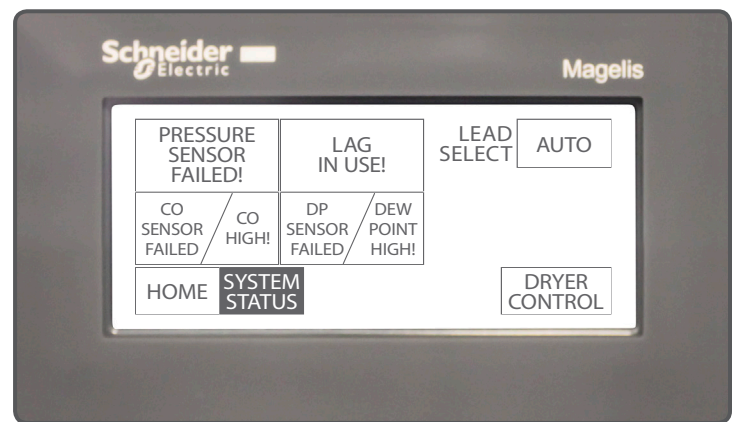 Schneider
Electric
Magelis
PRESSURE
SENSOR
FAILED!
LAG
IN USE!
LEAD
SELECT
AUTO
CO
SENSOR
FAILED
CO
HIGH!
DP
SENSOR
FAILED
DEW
POINT
HIGH!
HOME
SYSTEM
STATUS
DRYER
CONTROL